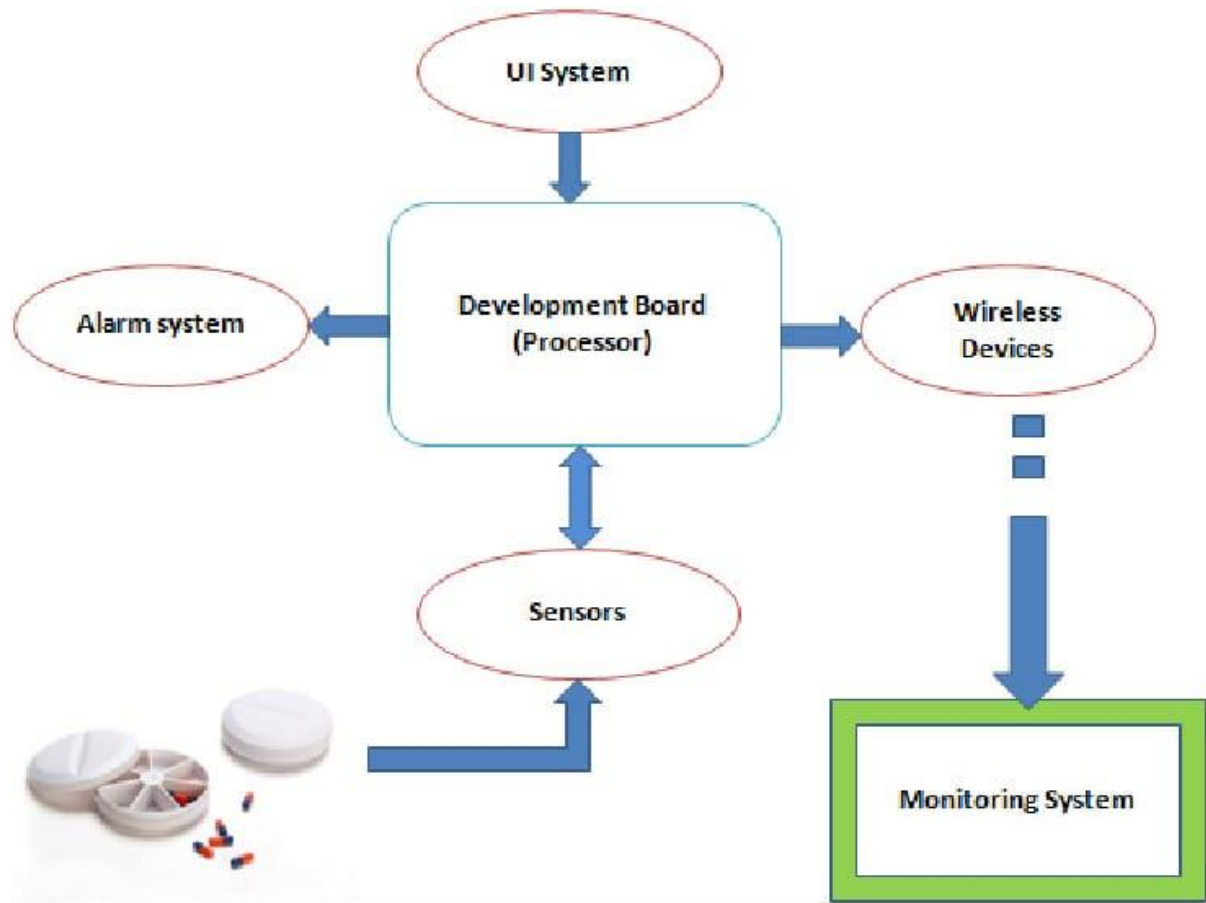 UI System
Alarm system
Development Board
(Processor)
Wireless
Devices
Sensors
Monitoring System